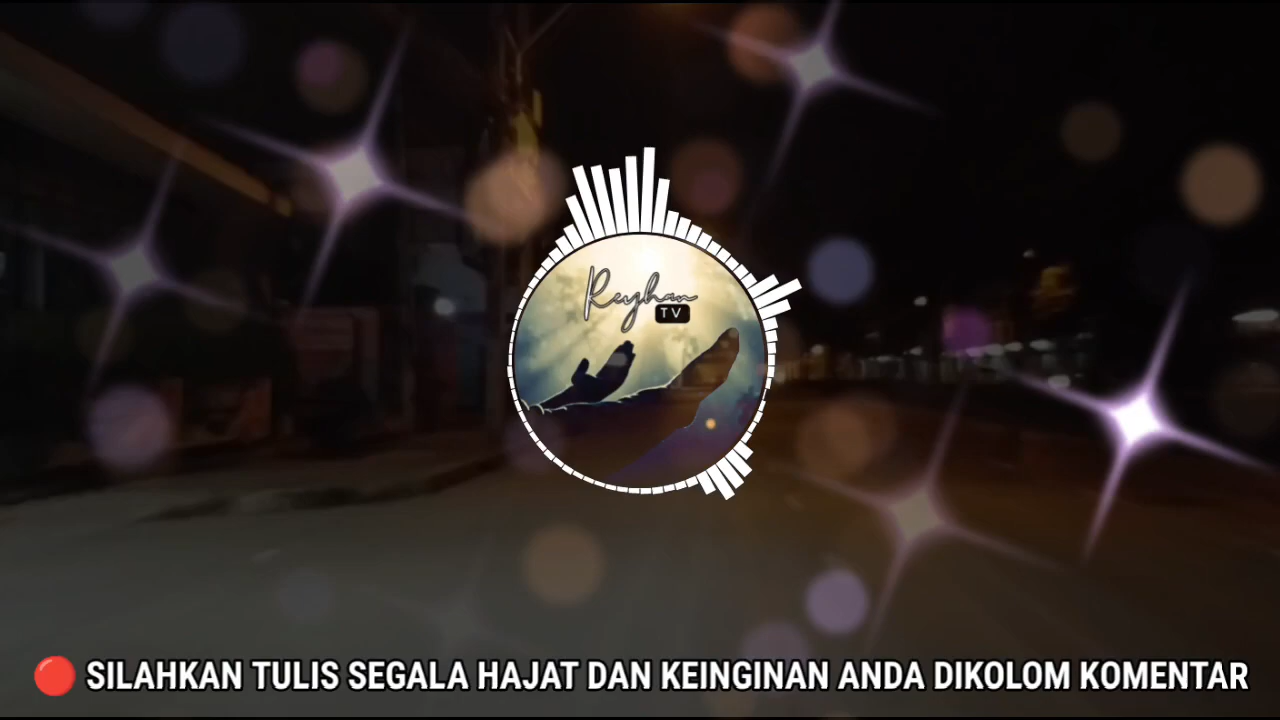 Reyhan
TV
SILAHKAN TULIS SEGALA HAJAT DAN KEINGINAN ANDA DIKOLOM KOMENTAR